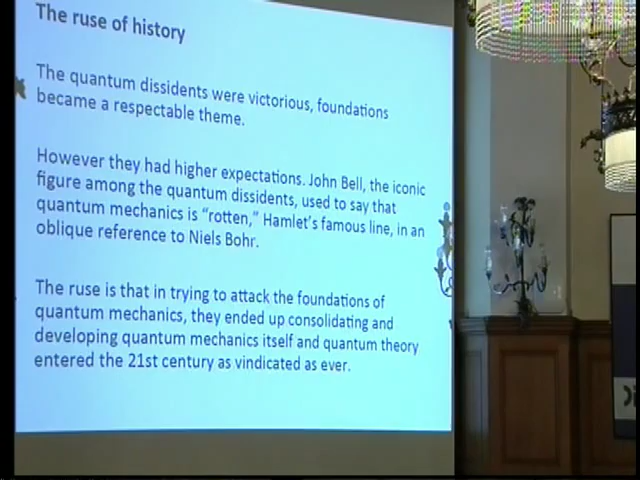 The ruse of history
The quantum dissidents were victorious, foundations
became a respectable theme.
However they had higher expectations. John Bell, the iconic
figure among the quantum dissidents, used to say that
quantum mechanics is “rotten,” Hamlet's famous line, in an
oblique reference to Niels Bohr.
The ruse is that in trying to attack the foundations of
quantum mechanics, they ended up consolidating and
developing quantum mechanics itself and quantum theory
entered the 21st century as vindicated as ever.